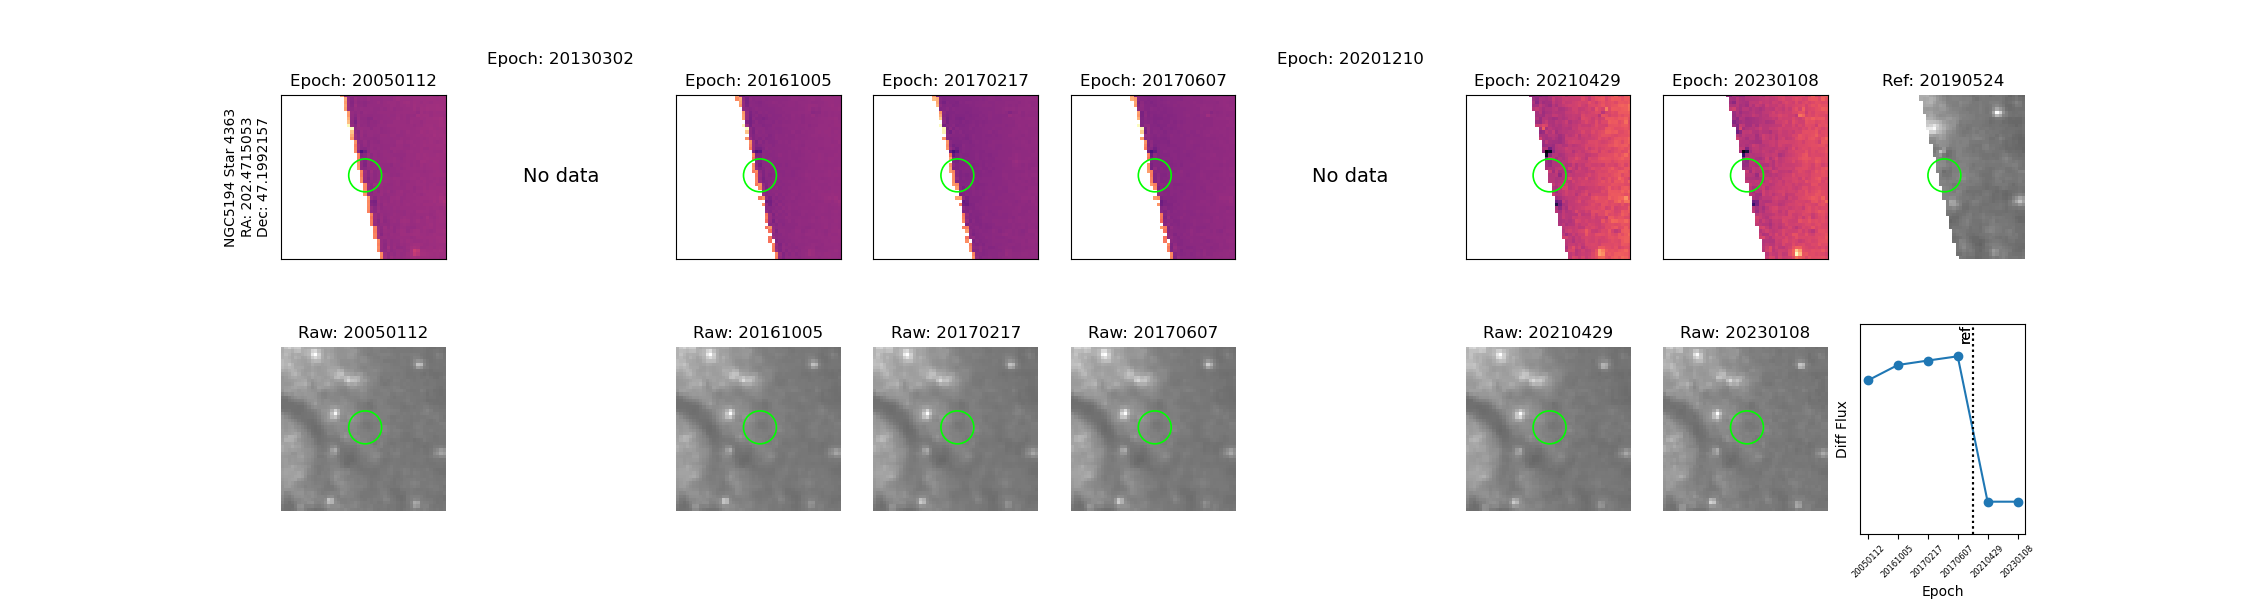 Epoch: 20130302
Epoch: 20201210
Epoch: 20050112
Epoch: 20161005
Epoch: 20170217
Epoch: 20170607
Epoch: 20210429
Epoch: 20230108
Ref: 20190524
NGC5194 Star 4363
RA: 202.4715053
Dec: 47.1992157
No data
No data
Raw: 20050112
Raw: 20161005
Raw: 20170217
Raw: 20170607
Raw: 20210429
Raw: 20230108
ref
Diff Flux
20050112
20161005
20170217
20170607
20210429
20230108
Epoch